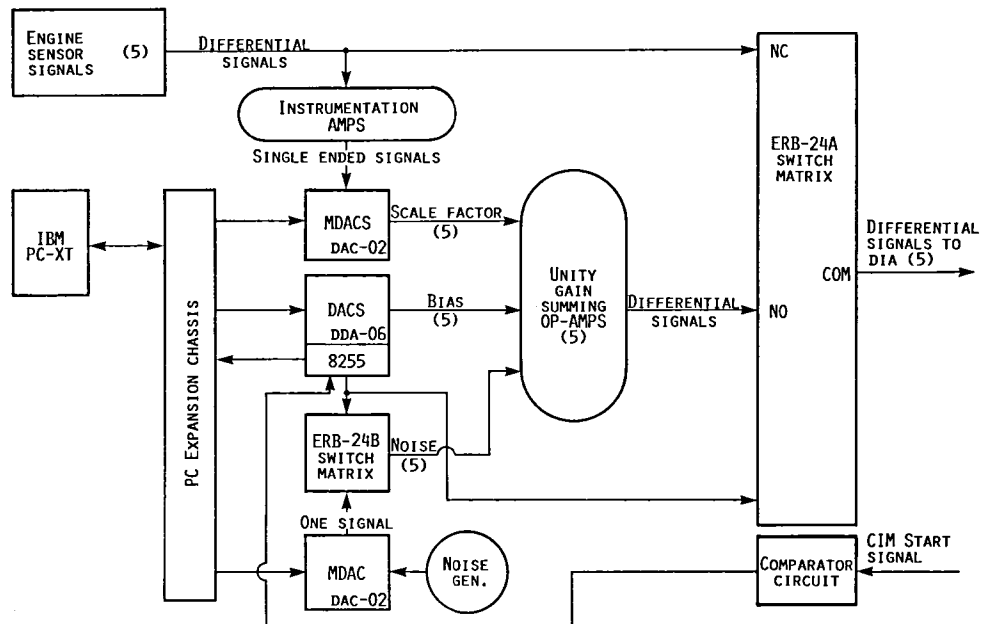 ENGINE
SENSOR (5)
SIGNALS
DIFFERENTIAL
SIGNALS
NC
INSTRUMENTATION
AMPS
ERB-24A
SWITCH
MATRIX
SINGLE ENDED SIGNALS
IBM
PC-XT
PC EXPANSION CHASSIS
MDACS
DAC-02
SCALE FACTOR
(5)
DIFFERENTIAL
SIGNALS TO
DIA (5)
COM
DACS
DDA-06
8255
BIAS
(5)
UNITY
GAIN
SUMMING
OP-AMPS
(5)
DIFFERENTIAL
SIGNALS
NO
ERB-24B
SWITCH
MATRIX
NOISE
(5)
ONE SIGNAL
MDAC
DAC-02
NOISE
GEN.
COMPARATOR
CIRCUIT
CIM START
SIGNAL